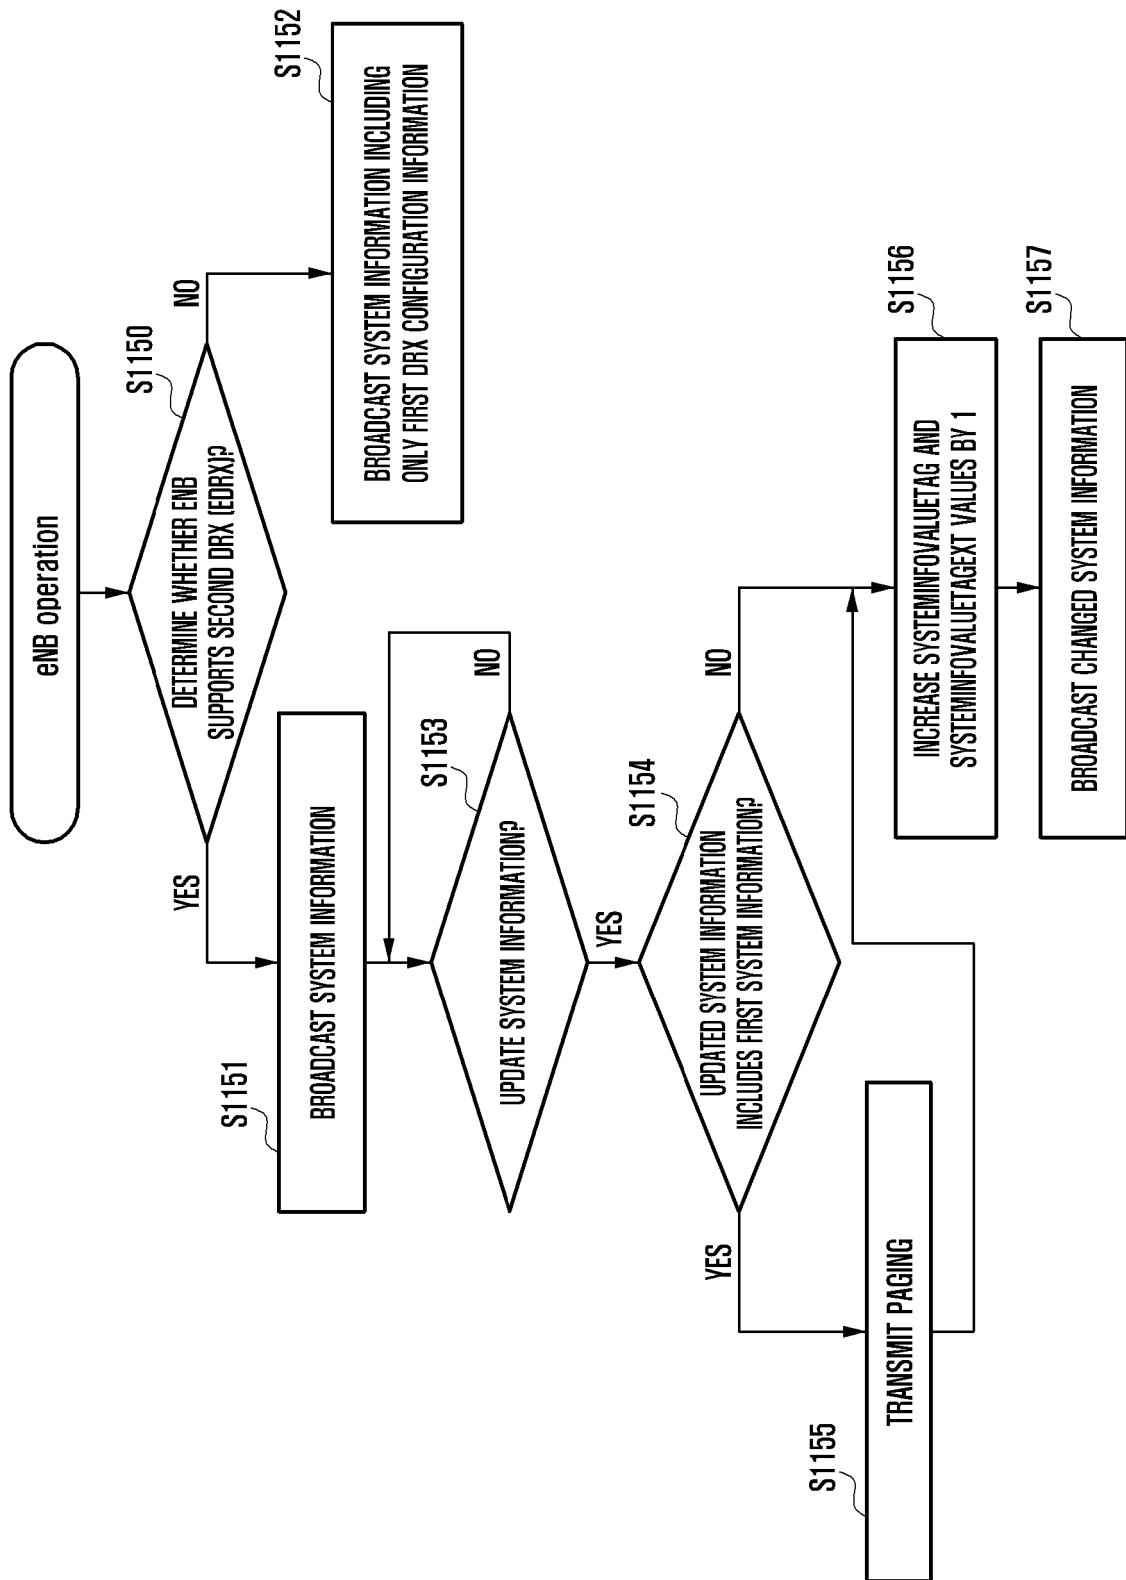 eNB operation
S1150
DETERMINE WHETHER ENB
SUPPORTS SECOND DRX (EDRX)?
YES
NO
S1151
BROADCAST SYSTEM INFORMATION
S1152
BROADCAST SYSTEM INFORMATION INCLUDING
ONLY FIRST DRX CONFIGURATION INFORMATION
S1153
UPDATE SYSTEM INFORMATION?
NO
YES
S1154
UPDATED SYSTEM INFORMATION
INCLUDES FIRST SYSTEM INFORMATION?
YES
NO
S1155
TRANSMIT PAGING
S1156
INCREASE SYSTEMINFOVALUETAG AND
SYSTEMINFOVALUETAGEXT VALUES BY 1
S1157
BROADCAST CHANGED SYSTEM INFORMATION